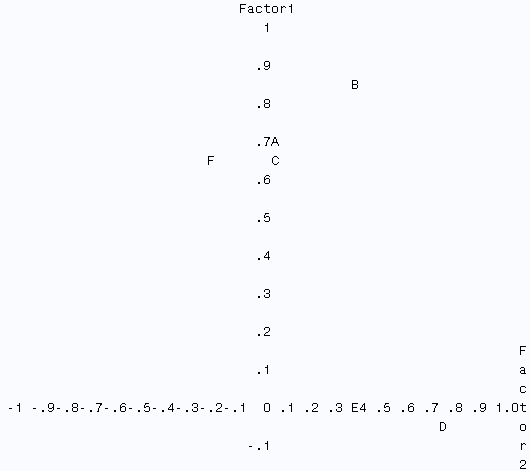 Factor1
1
.9
B
.8
.7A
F C
.6
.5
.4
.3
.2
F
.1 a
c
-1 -.9-.8-.7-.6-.5-.4-.3-.2-.1 0 .1 .2 .3 E4 .5 .6 .7 .8 .9 1.0t
D o
-.1 r
2